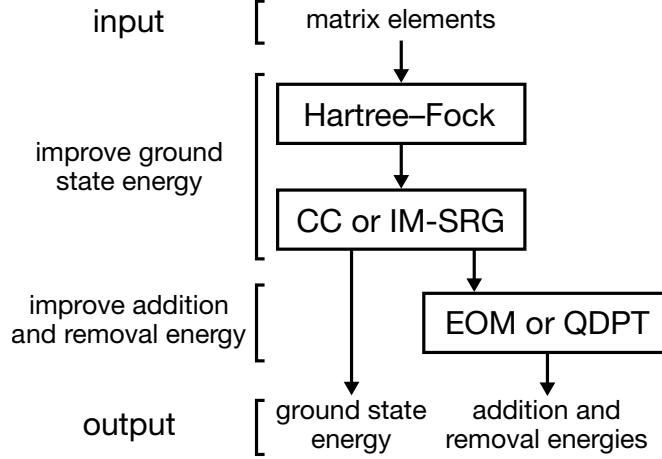 input
matrix elements
Hartree–Fock
improve ground
state energy
CC or IM-SRG
improve addition
and removal energy
EOM or QDPT
output
ground state
energy
addition and
removal energies